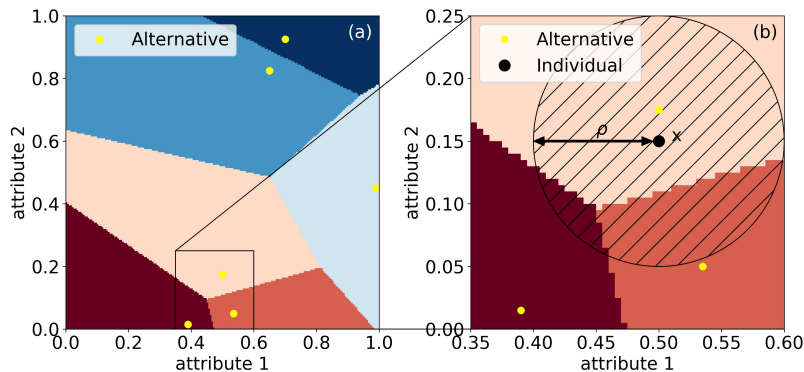 1.0
0.8
0.6
0.4
0.2
0.0
attribute 2
Alternative
(a)
0.0 0.2 0.4 0.6 0.8 1.0
attribute 1
0.25
0.20
0.15
0.10
0.05
0.00
attribute 2
Alternative
Individual
(b)
ρ
x
0.35 0.40 0.45 0.50 0.55 0.60
attribute 1